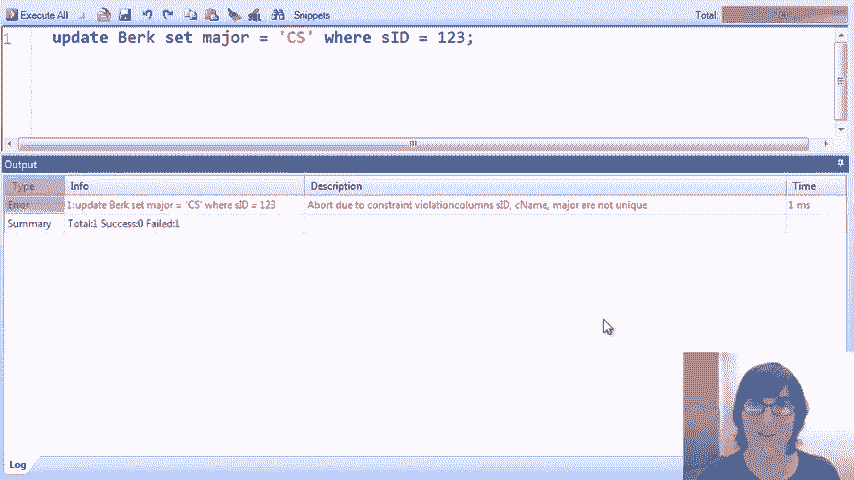 Execute All Snippets Total:
1 update Berk set major = 'CS' where sID = 123;
Output
Type Info Description Time
Error 1:update Berk set major = 'CS' where sID = 123 Abort due to constraint violationcolumns sID, cName, major are not unique 1 ms
Summary Total:1 Success:0 Failed:1
Log